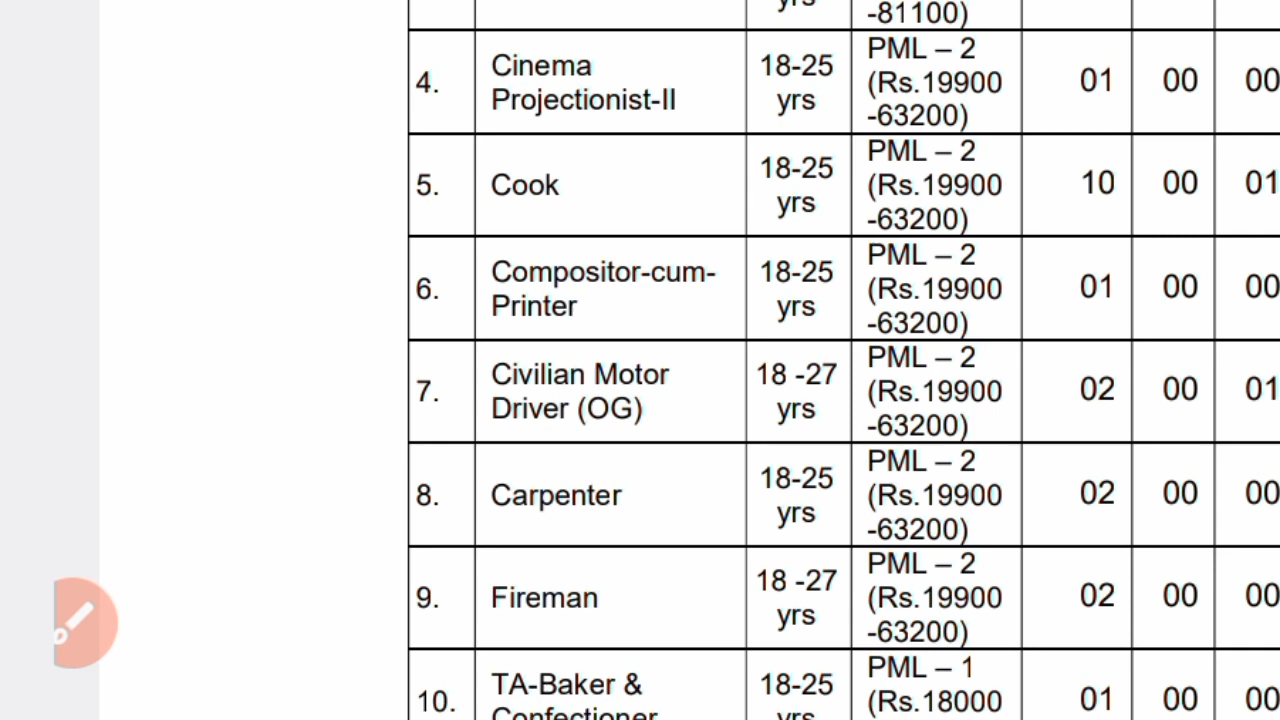 -81100)
4. Cinema Projectionist-II 18-25 yrs PML – 2 (Rs.19900 -63200) 01 00 00
5. Cook 18-25 yrs PML – 2 (Rs.19900 -63200) 10 00 01
6. Compositor-cum-Printer 18-25 yrs PML – 2 (Rs.19900 -63200) 01 00 00
7. Civilian Motor Driver (OG) 18 -27 yrs PML – 2 (Rs.19900 -63200) 02 00 01
8. Carpenter 18-25 yrs PML – 2 (Rs.19900 -63200) 02 00 00
9. Fireman 18 -27 yrs PML – 2 (Rs.19900 -63200) 02 00 00
10. TA-Baker & Confectioner 18-25 yrs PML – 1 (Rs.18000 01 00 00